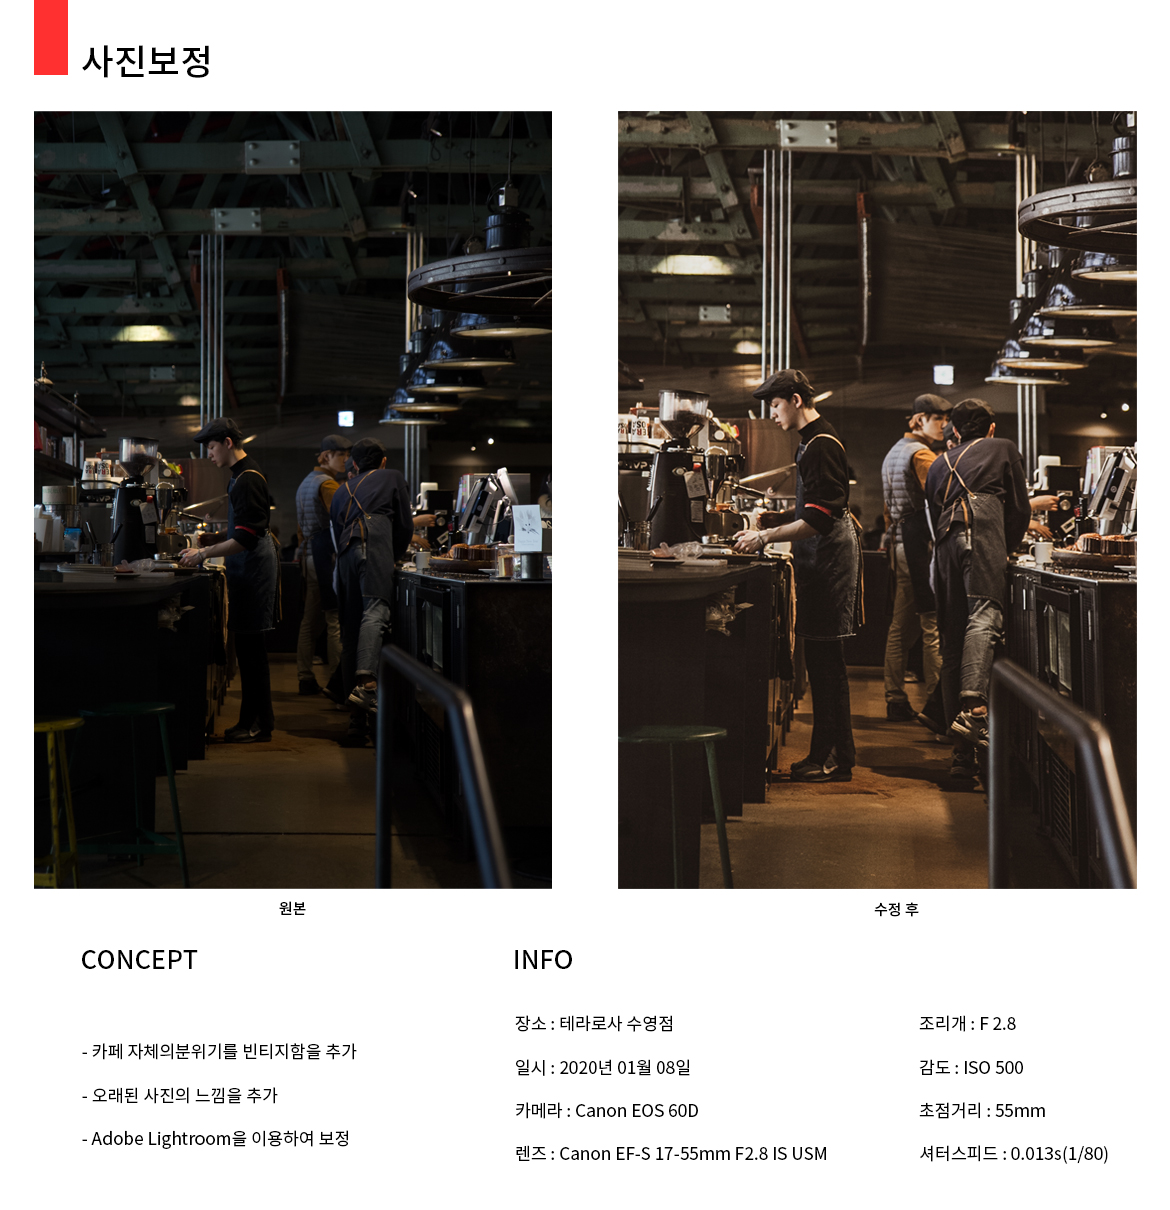 사진보정
원본
수정 후
CONCEPT
- 카페 자체의분위기를 빈티지함을 추가
- 오래된 사진의 느낌을 추가
- Adobe Lightroom을 이용하여 보정
INFO
장소 : 테라로사 수영점
일시 : 2020년 01월 08일
카메라 : Canon EOS 60D
렌즈 : Canon EF-S 17-55mm F2.8 IS USM
조리개 : F 2.8
감도 : ISO 500
초점거리 : 55mm
셔터스피드 : 0.013s(1/80)